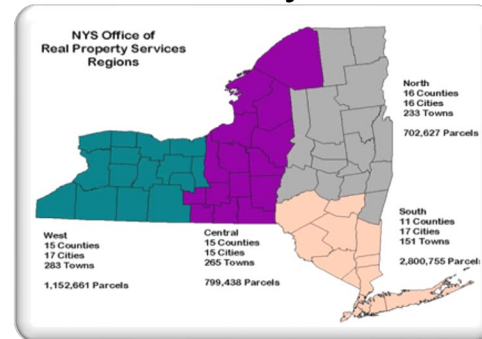 NYS Office of
Real Property Services
Regions
North
16 Counties
16 Cities
233 Towns
702,627 Parcels
South
11 Counties
17 Cities
151 Towns
2,800,755 Parcels
West
15 Counties
17 Cities
283 Towns
1,152,661 Parcels
Central
15 Counties
15 Cities
265 Towns
799,438 Parcels